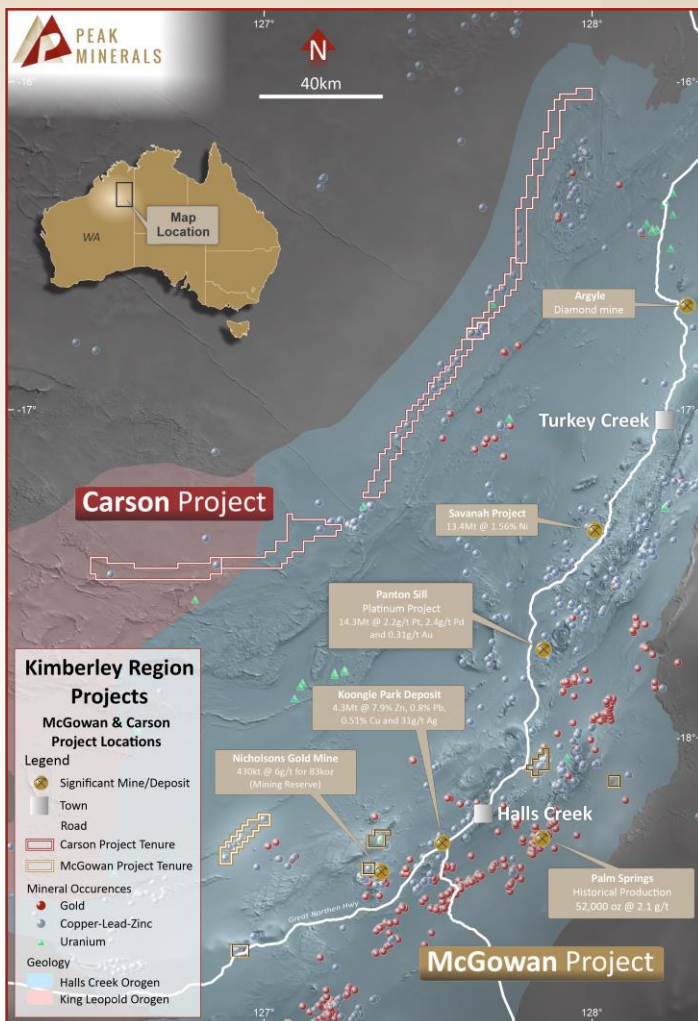 PEAK
MINERALS
127°
128°
N
40km
-16°
-16°
WA
Map
Location
Argyle
Diamond mine
-17°
-17°
Turkey Creek
Carson Project
Savanah Project
13.4Mt @ 1.56% Ni
Panton Sill
Platinum Project
14.3Mt @ 2.2g/t Pt, 2.4g/t Pd
and 0.31g/t Au
Koongie Park Deposit
4.3Mt @ 7.9% Zn, 0.8% Pb,
0.51% Cu and 31g/t Ag
-18°
Nicholsons Gold Mine
430kt @ 6g/t for 83koz
(Mining Reserve)
Halls Creek
Palm Springs
Historical Production
52,000 oz @ 2.1 g/t
Great Northen Hwy
McGowan Project
Kimberley Region
Projects
McGowan & Carson
Project Locations
Legend
Significant Mine/Deposit
Town
Road
Carson Project Tenure
McGowan Project Tenure
Mineral Occurences
Gold
Copper-Lead-Zinc
Uranium
Geology
Halls Creek Orogen
King Leopold Orogen
127°
128°